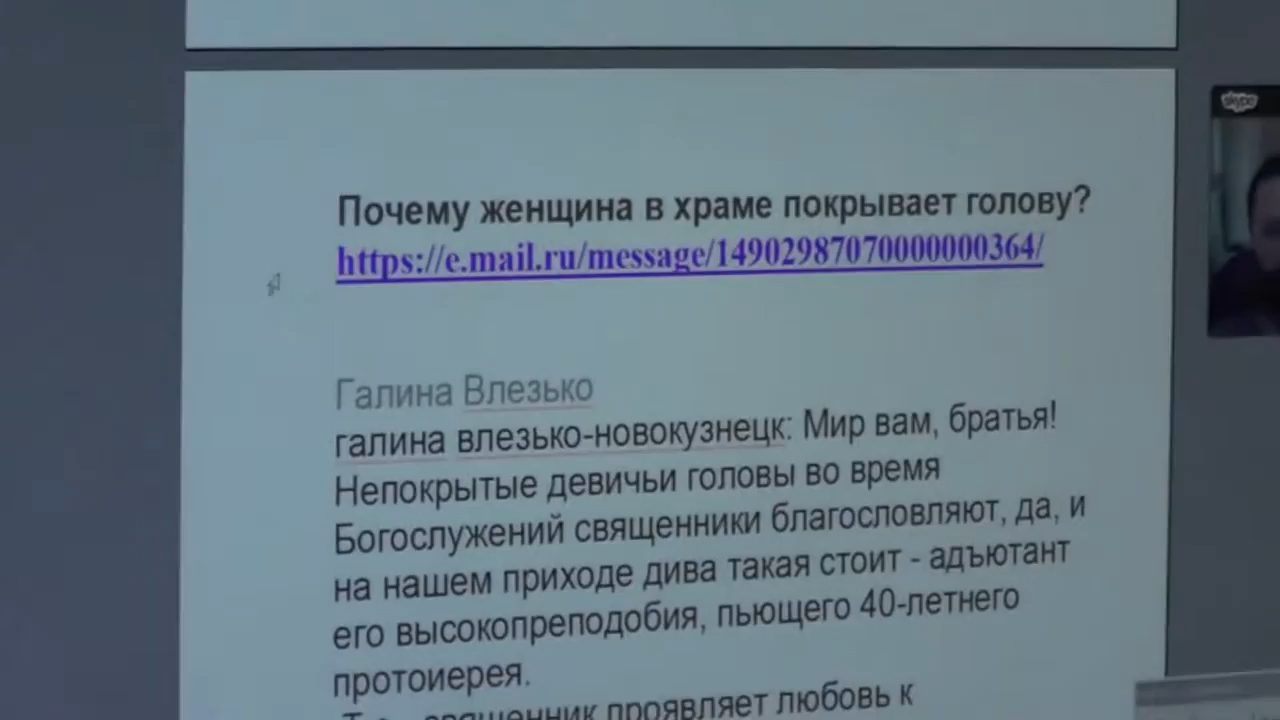 Почему женщина в храме покрывает голову?
https://e.mail.ru/message/14902987070000000364/
skype
Галина Влезько
галина влезько-новокузнецк: Мир вам, братья!
Непокрытые девичьи головы во время
Богослужений священники благословляют, да, и
на нашем приходе дива такая стоит - адъютант
его высокопреподобия, пьющего 40-летнего
протоиерея.
священник проявляет любовь к